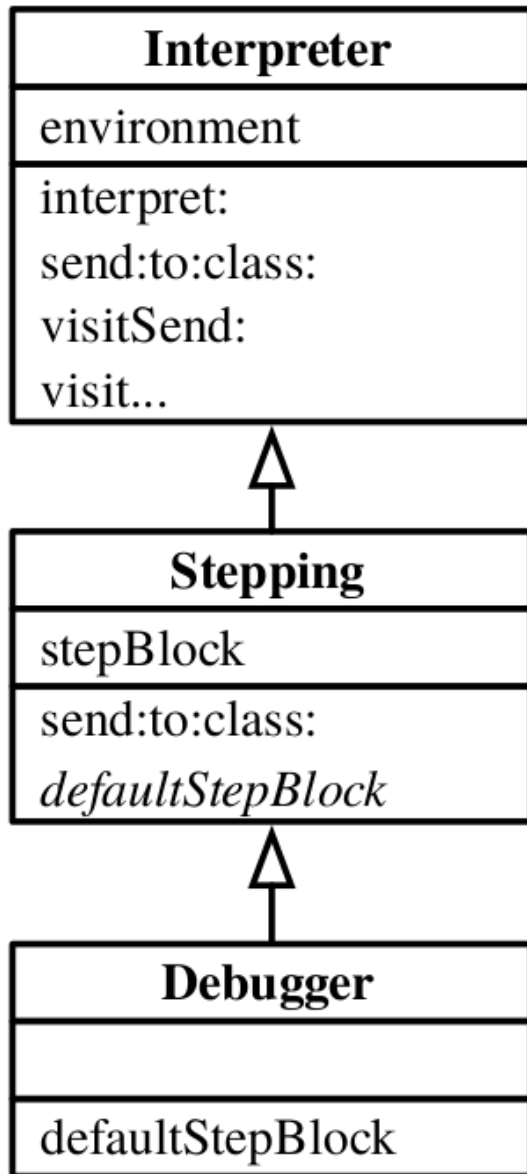 Interpreter
environment
interpret:
send:to:class:
visitSend:
visit...
Stepping
stepBlock
send:to:class:
defaultStepBlock
Debugger
defaultStepBlock